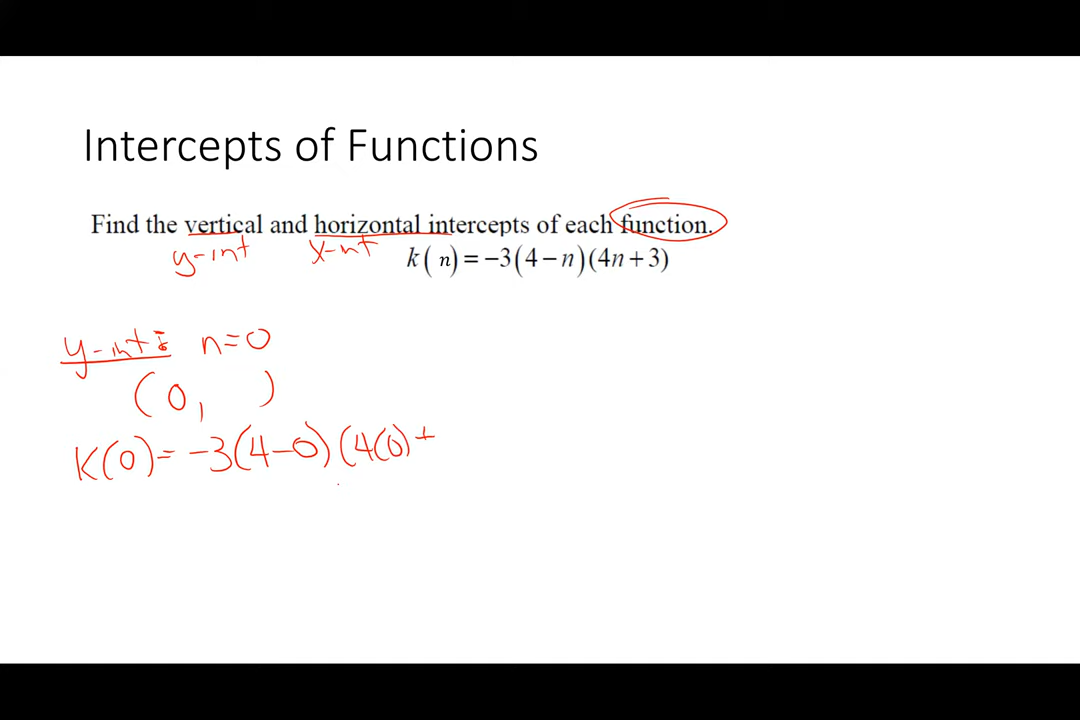 Intercepts of Functions
Find the vertical and horizontal intercepts of each function.
y-int x-int
k(n)=−3(4−n)(4n+3)
y-int: n=0
(0, )
K(0)= -3(4-0)(4(0)+